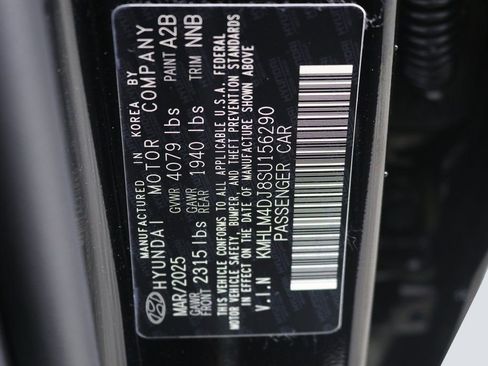 MANUFACTURED IN KOREA BY
HYUNDAI MOTOR COMPANY
MAR/2025 GVWR 4079 lbs PAINT A2B
GAWR FRONT 2315 lbs GAWR REAR 1940 lbs TRIM NNB
THIS VEHICLE CONFORMS TO ALL APPLICABLE U.S.A. FEDERAL
MOTOR VEHICLE SAFETY, BUMPER, AND THEFT PREVENTION STANDARDS
IN EFFECT ON THE DATE OF MANUFACTURE SHOWN ABOVE
V.I.N KMHLM4DJ8SU156290
PASSENGER CAR